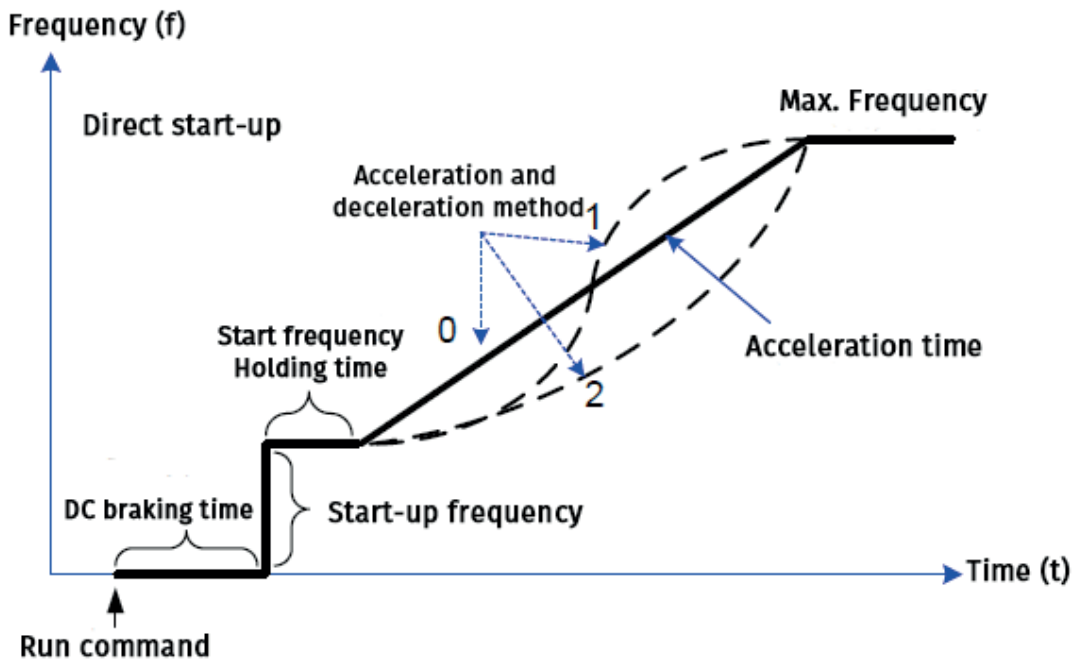 Frequency (f)
Direct start-up
Max. Frequency
Acceleration and
deceleration method
1
0
Start frequency
Holding time
Acceleration time
2
DC braking time
Start-up frequency
Time (t)
Run command